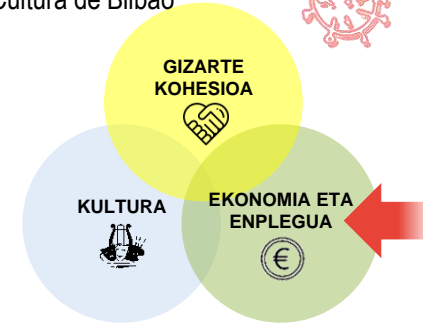 Cultura de Bilbao
GIZARTE
KOHESIOA
KULTURA
EKONOMIA ETA
ENPLEGUA
€